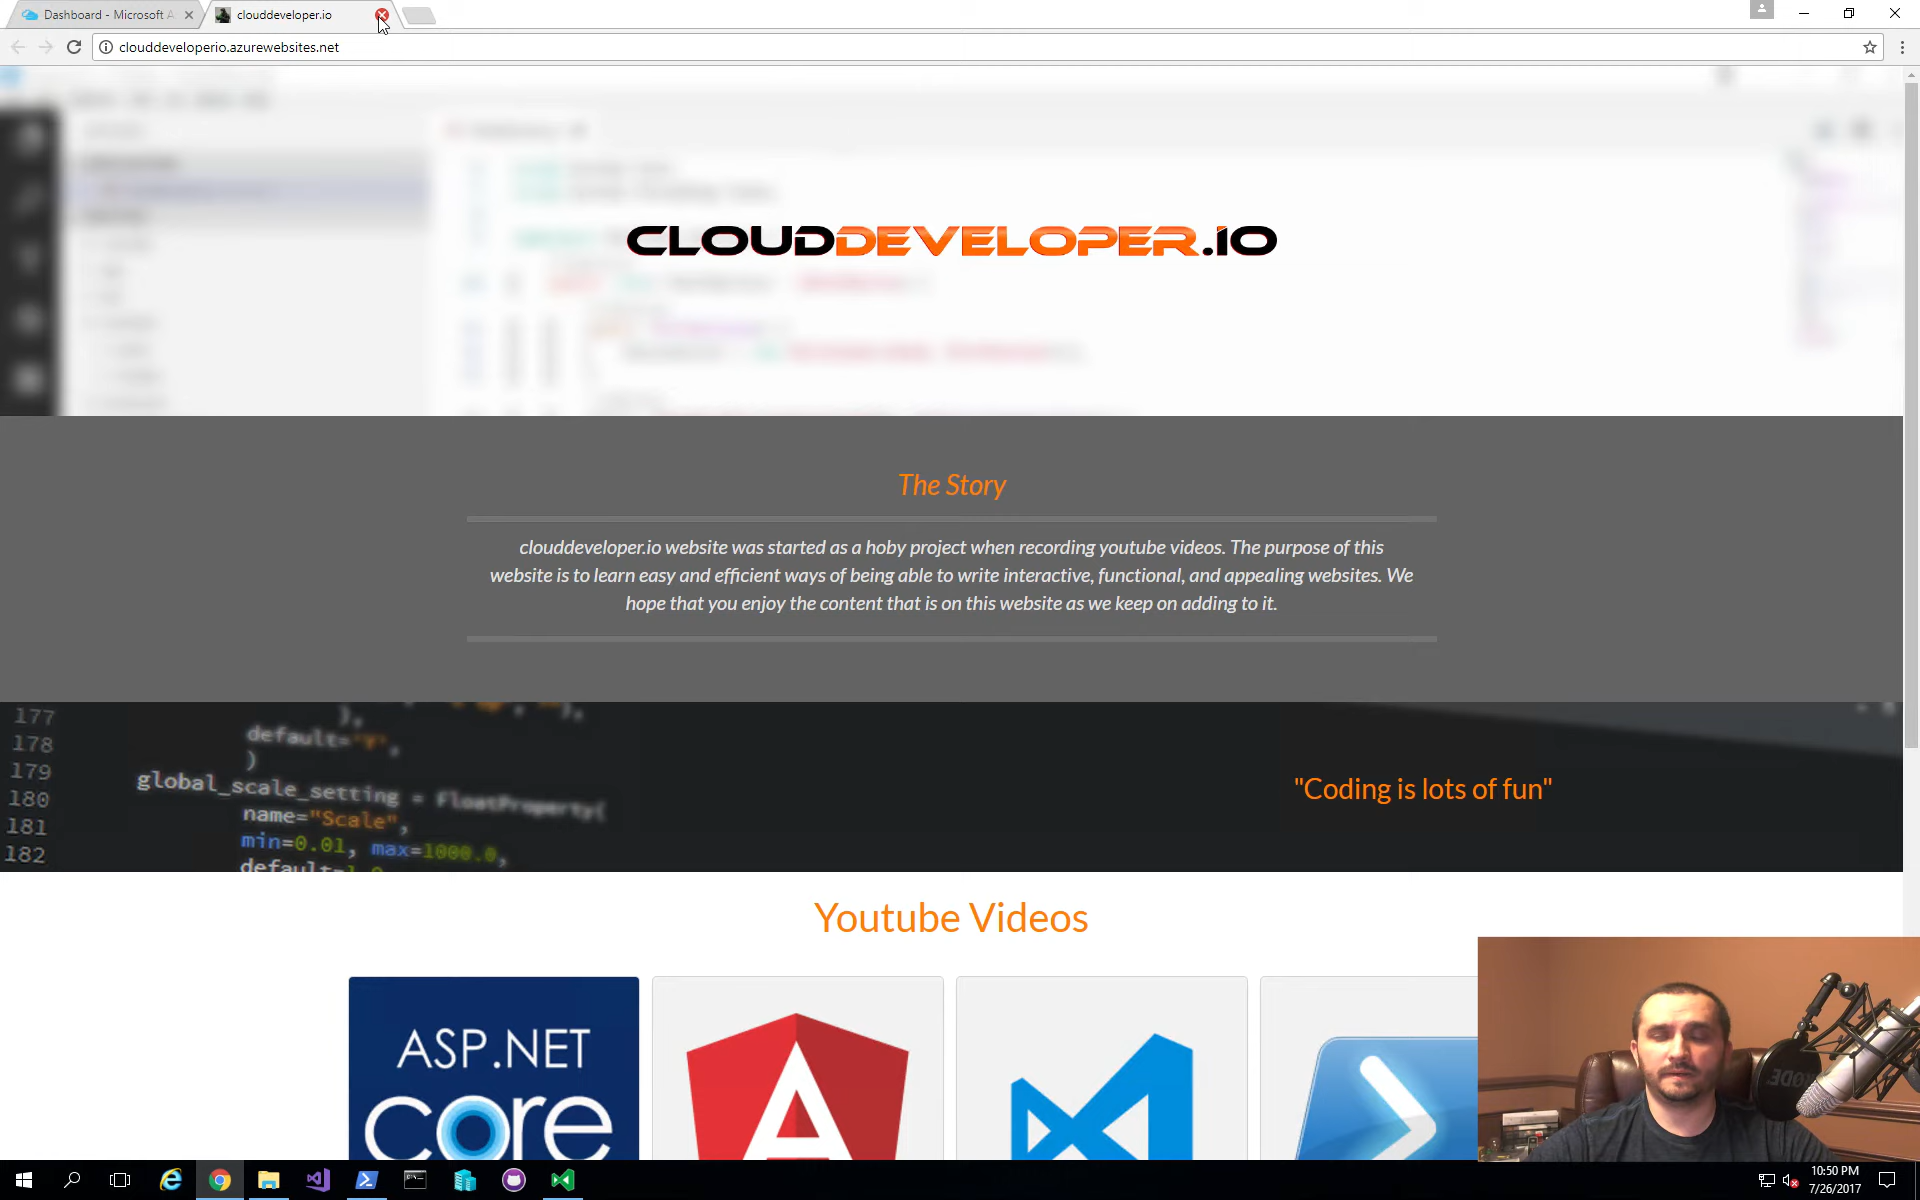 Dashboard - Microsoft A
clouddeveloper.io
clouddeveloperio.azurewebsites.net
CLOUDDEVELOPER.IO
The Story
clouddeveloper.io website was started as a hoby project when recording youtube videos. The purpose of this
website is to learn easy and efficient ways of being able to write interactive, functional, and appealing websites. We
hope that you enjoy the content that is on this website as we keep on adding to it.
177
178 default='Y',
179 )
180 global_scale_setting = FloatProperty(
181 name="Scale",
182 min=0.01, max=1000.0,
"Coding is lots of fun"
Youtube Videos
ASP.NET
core
10:50 PM
7/26/2017